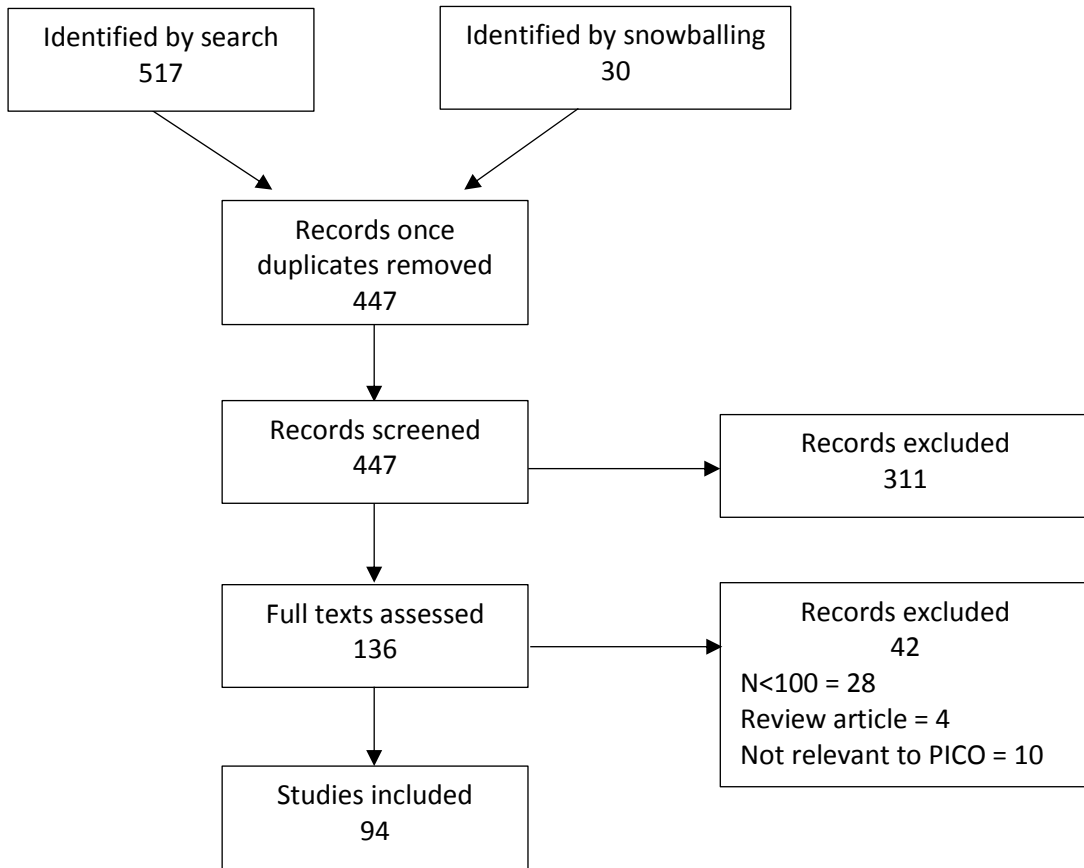 Identified by search
517
Identified by snowballing
30
Records once
duplicates removed
447
Records screened
447
Records excluded
311
Full texts assessed
136
Records excluded
42
N<100 = 28
Review article = 4
Not relevant to PICO = 10
Studies included
94